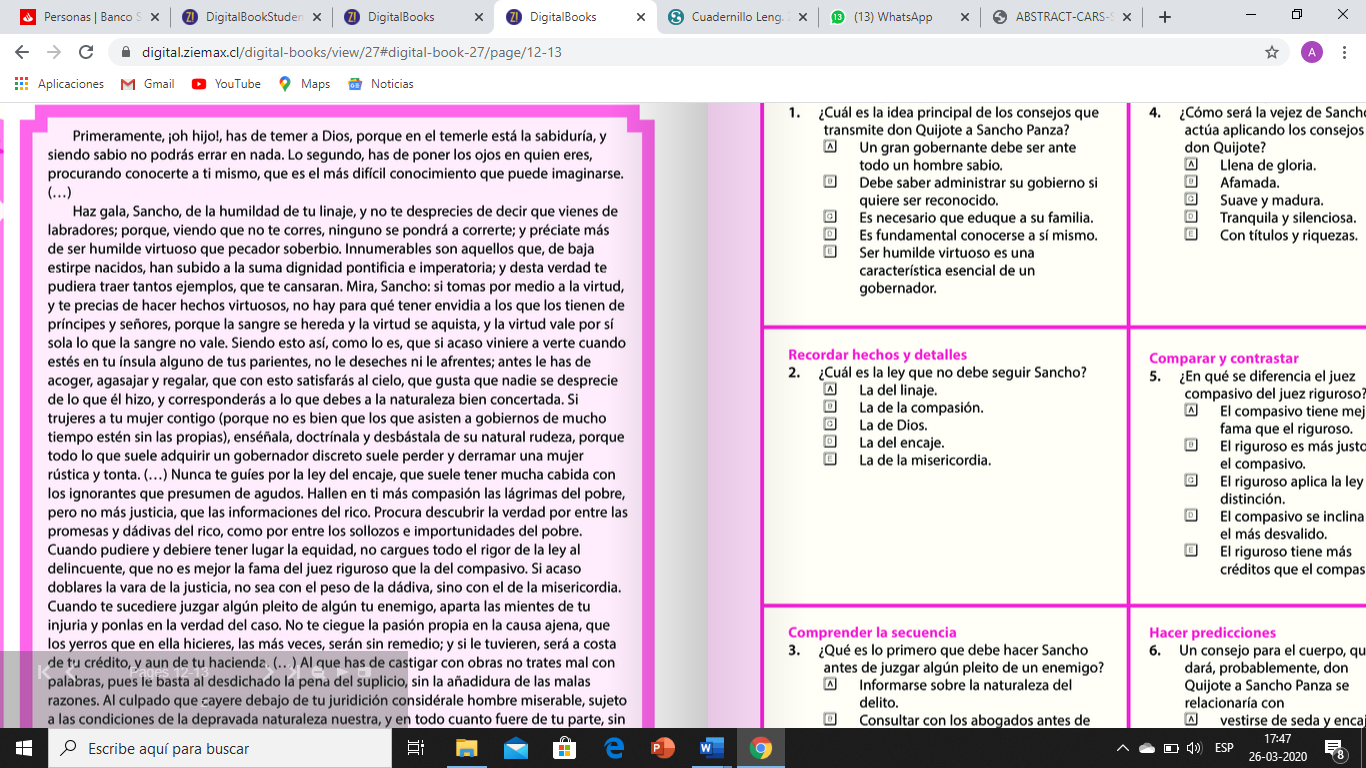 Personas | Banco S
DigitalBookStuden
DigitalBooks
DigitalBooks
Cuadernillo Leng. 7
(13) WhatsApp
ABSTRACT-CARS-S
digital.ziemax.cl/digital-books/view/27#digital-book-27/page/12-13
A
Aplicaciones
Gmail
YouTube
Maps
Noticias
Primeramente, ¡oh hijo!, has de temer a Dios, porque en el temerle está la sabiduría, y
siendo sabio no podrás errar en nada. Lo segundo, has de poner los ojos en quien eres,
procurando conocerte a ti mismo, que es el más difícil conocimiento que puede imaginarse.
(…)
Haz gala, Sancho, de la humildad de tu linaje, y no te desprecies de decir que vienes de
labradores; porque, viendo que no te corres, ninguno se pondrá a correrte; y préciate más
de ser humilde virtuoso que pecador soberbio. Innumerables son aquellos que, de baja
estirpe nacidos, han subido a la suma dignidad pontificia e imperatoria; y desta verdad te
pudiera traer tantos ejemplos, que te cansaran. Mira, Sancho: si tomas por medio a la virtud,
y te precias de hacer hechos virtuosos, no hay para qué tener envidia a los que los tienen de
príncipes y señores, porque la sangre se hereda y la virtud se aquista, y la virtud vale por sí
sola lo que la sangre no vale. Siendo esto así, como lo es, que si acaso viniere a verte cuando
estés en tu ínsula alguno de tus parientes, no le deseches ni le afrentes; antes le has de
acoger, agasajar y regalar, que con esto satisfarás al cielo, que gusta que nadie se desprecie
de lo que él hizo, y corresponderás a lo que debes a la naturaleza bien concertada. Si
trujeres a tu mujer contigo (porque no es bien que los que asisten a gobiernos de mucho
tiempo estén sin las propias), enséñala, doctrínala y desbástala de su natural rudeza, porque
todo lo que suele adquirir un gobernador discreto suele perder y derramar una mujer
rústica y tonta. (…) Nunca te guíes por la ley del encaje, que suele tener mucha cabida con
los ignorantes que presumen de agudos. Hallen en ti más compasión las lágrimas del pobre,
pero no más justicia, que las informaciones del rico. Procura descubrir la verdad por entre las
promesas y dádivas del rico, como por entre los sollozos e importunidades del pobre.
Cuando pudiere y debiere tener lugar la equidad, no cargues todo el rigor de la ley al
delincuente, que no es mejor la fama del juez riguroso que la del compasivo. Si acaso
doblares la vara de la justicia, no sea con el peso de la dádiva, sino con el de la misericordia.
Cuando te sucediere juzgar algún pleito de algún tu enemigo, aparta las mientes de tu
injuria y ponlas en la verdad del caso. No te ciegue la pasión propia en la causa ajena, que
los yerros que en ella hicieres, las más veces, serán sin remedio; y si le tuvieren, será a costa
de tu crédito, y aun de tu hacienda. (…) Al que has de castigar con obras no trates mal con
palabras, pues le basta al desdichado la pena del suplicio, sin la añadidura de las malas
razones. Al culpado que cayere debajo de tu juridición considérale hombre miserable, sujeto
a las condiciones de la depravada naturaleza nuestra, y en todo cuanto fuere de tu parte, sin
Pages 12-13
1. ¿Cuál es la idea principal de los consejos que
transmite don Quijote a Sancho Panza?
A Un gran gobernante debe ser ante
todo un hombre sabio.
B Debe saber administrar su gobierno si
quiere ser reconocido.
C Es necesario que eduque a su familia.
D Es fundamental conocerse a sí mismo.
E Ser humilde virtuoso es una
característica esencial de un
gobernador.
Recordar hechos y detalles
2. ¿Cuál es la ley que no debe seguir Sancho?
A La del linaje.
B La de la compasión.
C La de Dios.
D La del encaje.
E La de la misericordia.
Comprender la secuencia
3. ¿Qué es lo primero que debe hacer Sancho
antes de juzgar algún pleito de un enemigo?
A Informarse sobre la naturaleza del
delito.
B Consultar con los abogados antes de
4. ¿Cómo será la vejez de Sancho
actúa aplicando los consejos
don Quijote?
A Llena de gloria.
B Afamada.
C Suave y madura.
D Tranquila y silenciosa.
E Con títulos y riquezas.
Comparar y contrastar
5. ¿En qué se diferencia el juez
compasivo del juez riguroso?
A El compasivo tiene mej
fama que el riguroso.
B El riguroso es más justo
el compasivo.
C El riguroso aplica la ley
distinción.
D El compasivo se inclina
el más desvalido.
E El riguroso tiene más
créditos que el compas
Hacer predicciones
6. Un consejo para el cuerpo, qu
dará, probablemente, don
Quijote a Sancho Panza se
relacionaría con
A vestirse de seda y encaj
Escribe aquí para buscar
ESP
17:47
26-03-2020
8